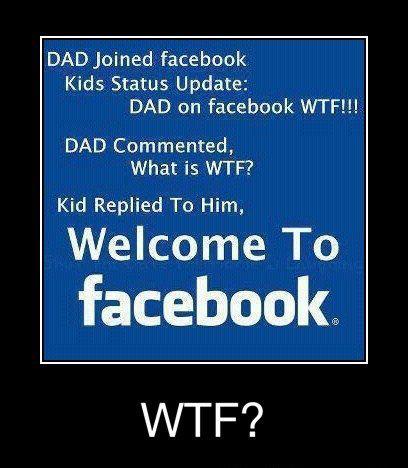 DAD Joined facebook
Kids Status Update:
DAD on facebook WTF!!!
DAD Commented,
What is WTF?
Kid Replied To Him,
Welcome To
facebook®
WTF?